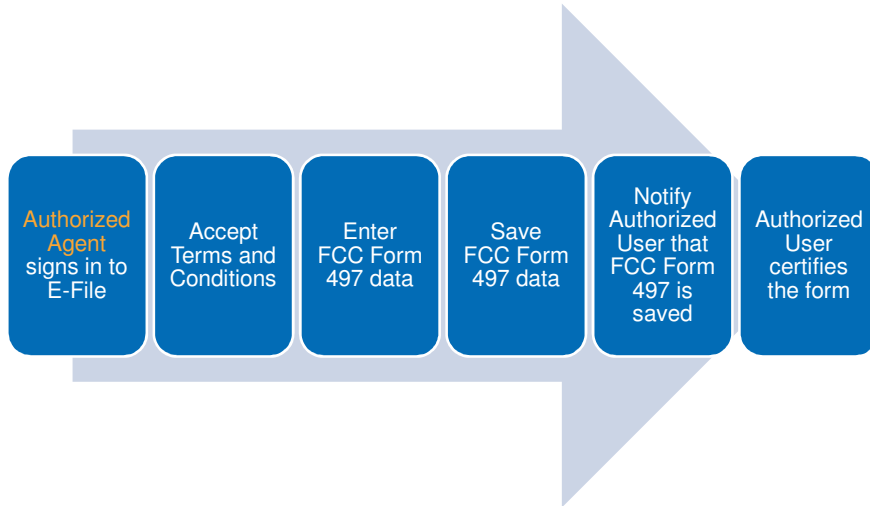 Authorized
Agent
signs in to
E-File
Accept
Terms and
Conditions
Enter
FCC Form
497 data
Save
FCC Form
497 data
Notify
Authorized
User that
FCC Form
497 is
saved
Authorized
User
certifies
the form